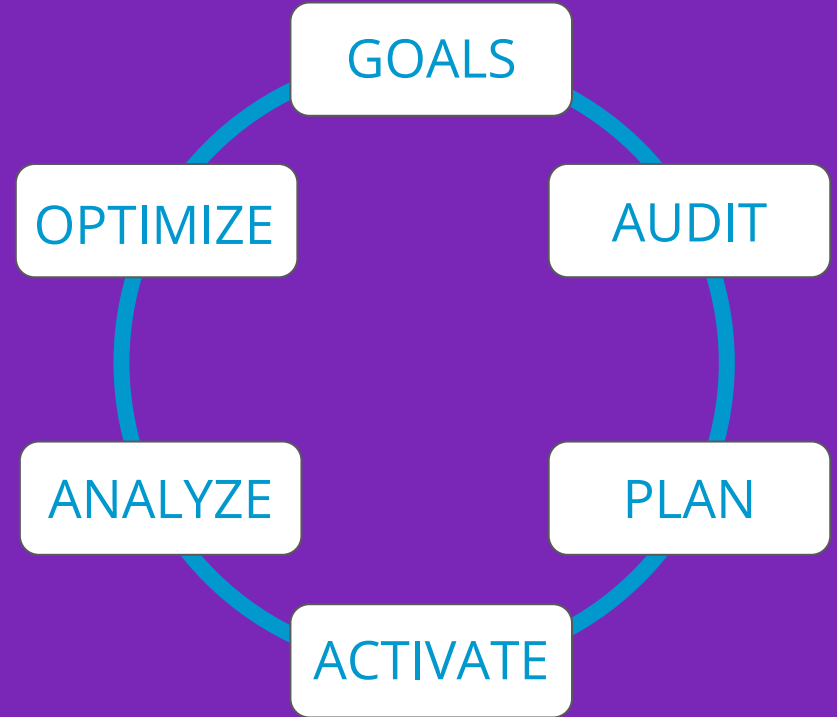 GOALS
AUDIT
PLAN
ACTIVATE
ANALYZE
OPTIMIZE